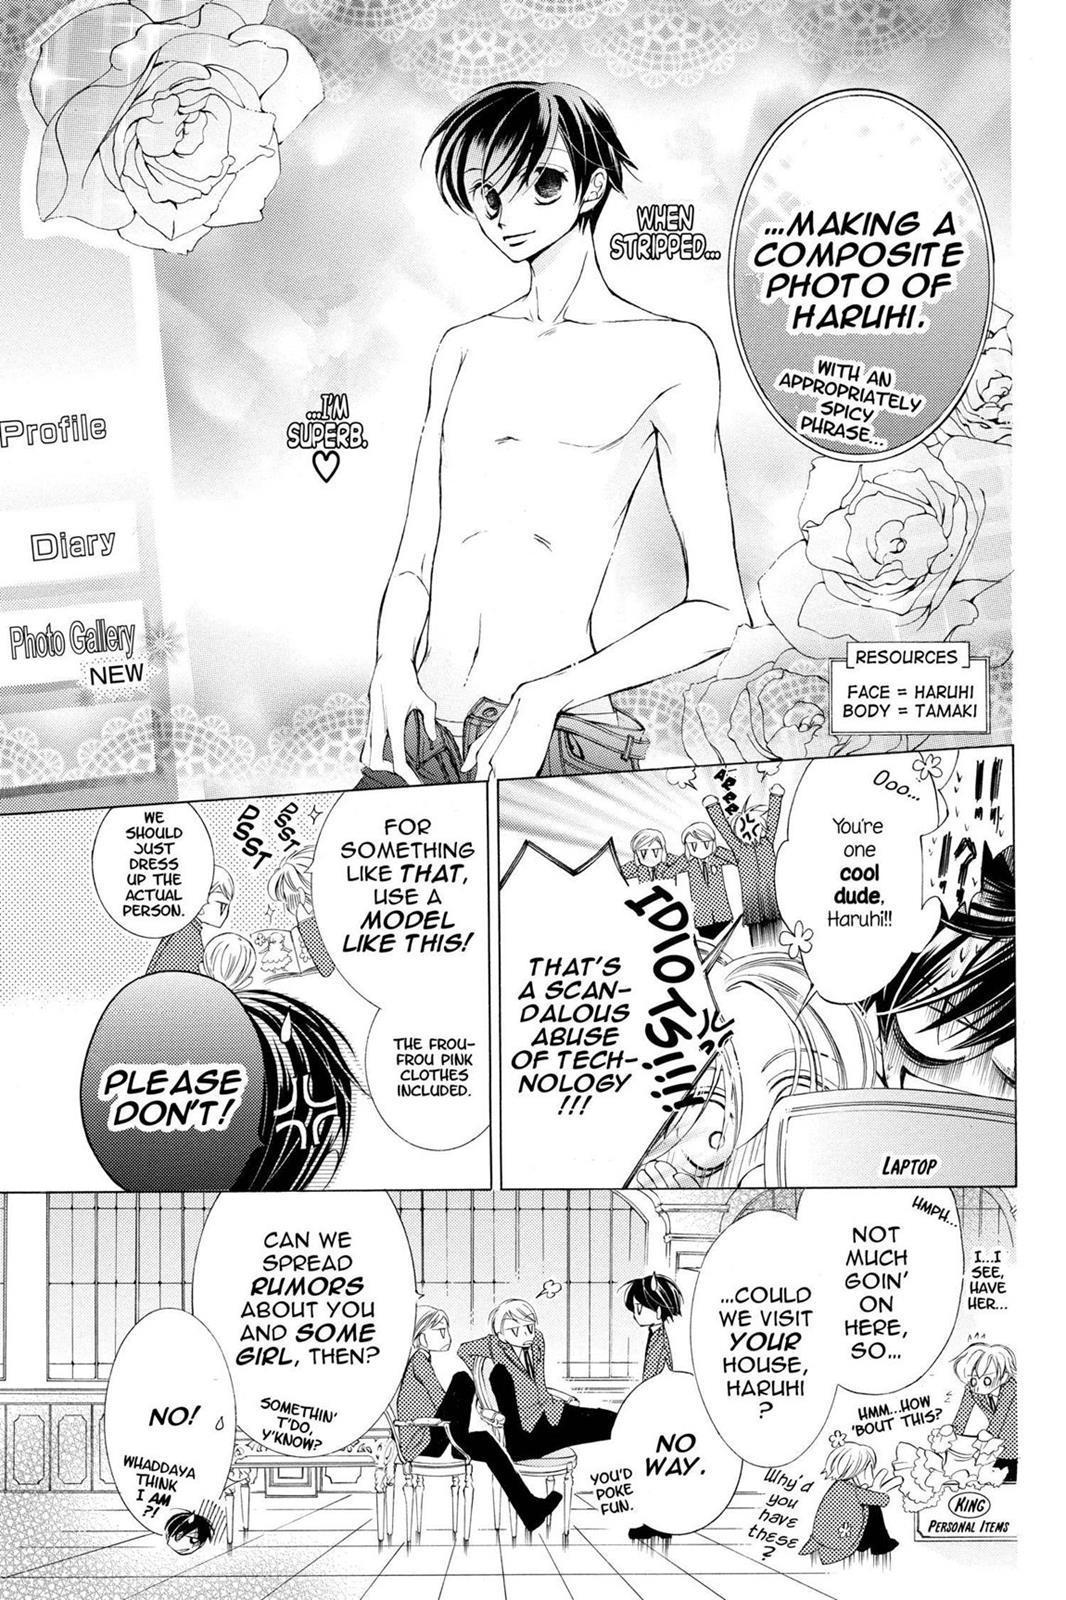 ...MAKING A
COMPOSITE
PHOTO OF
HARUHI.
WITH AN
APPROPRIATELY
SPICY
PHRASE...
WHEN
STRIPPED...
...I'M
SUPERB.
♡
Profile
Diary
Photo Gallery
NEW
RESOURCES
FACE = HARUHI
BODY = TAMAKI
Ooo...
You're
one
cool
dude,
Haruhi!!
LAPTOP
IDIOTS!!!!
THAT'S
A SCAN-
DALOUS
ABUSE
OF TECH-
NOLOGY
!!!
FOR
SOMETHING
LIKE THAT,
USE A
MODEL
LIKE THIS!
THE FROU-
FROU PINK
CLOTHES
INCLUDED.
PSST
PSST
WE
SHOULD
JUST
DRESS
UP THE
ACTUAL
PERSON.
PLEASE
DON'T!
HMPH...
I...I
SEE,
HAVE
HER...
NOT
MUCH
GOIN'
ON
HERE,
SO...
...COULD
WE VISIT
YOUR
HOUSE,
HARUHI
?
HMM...HOW
'BOUT THIS?
Why'd
you
have
these
?
KING
PERSONAL ITEMS
NO
WAY.
YOU'D
POKE
FUN.
CAN WE
SPREAD
RUMORS
ABOUT YOU
AND SOME
GIRL, THEN?
SOMETHIN'
T'DO,
Y'KNOW?
NO!
WHADDAYA
THINK
I AM
?!